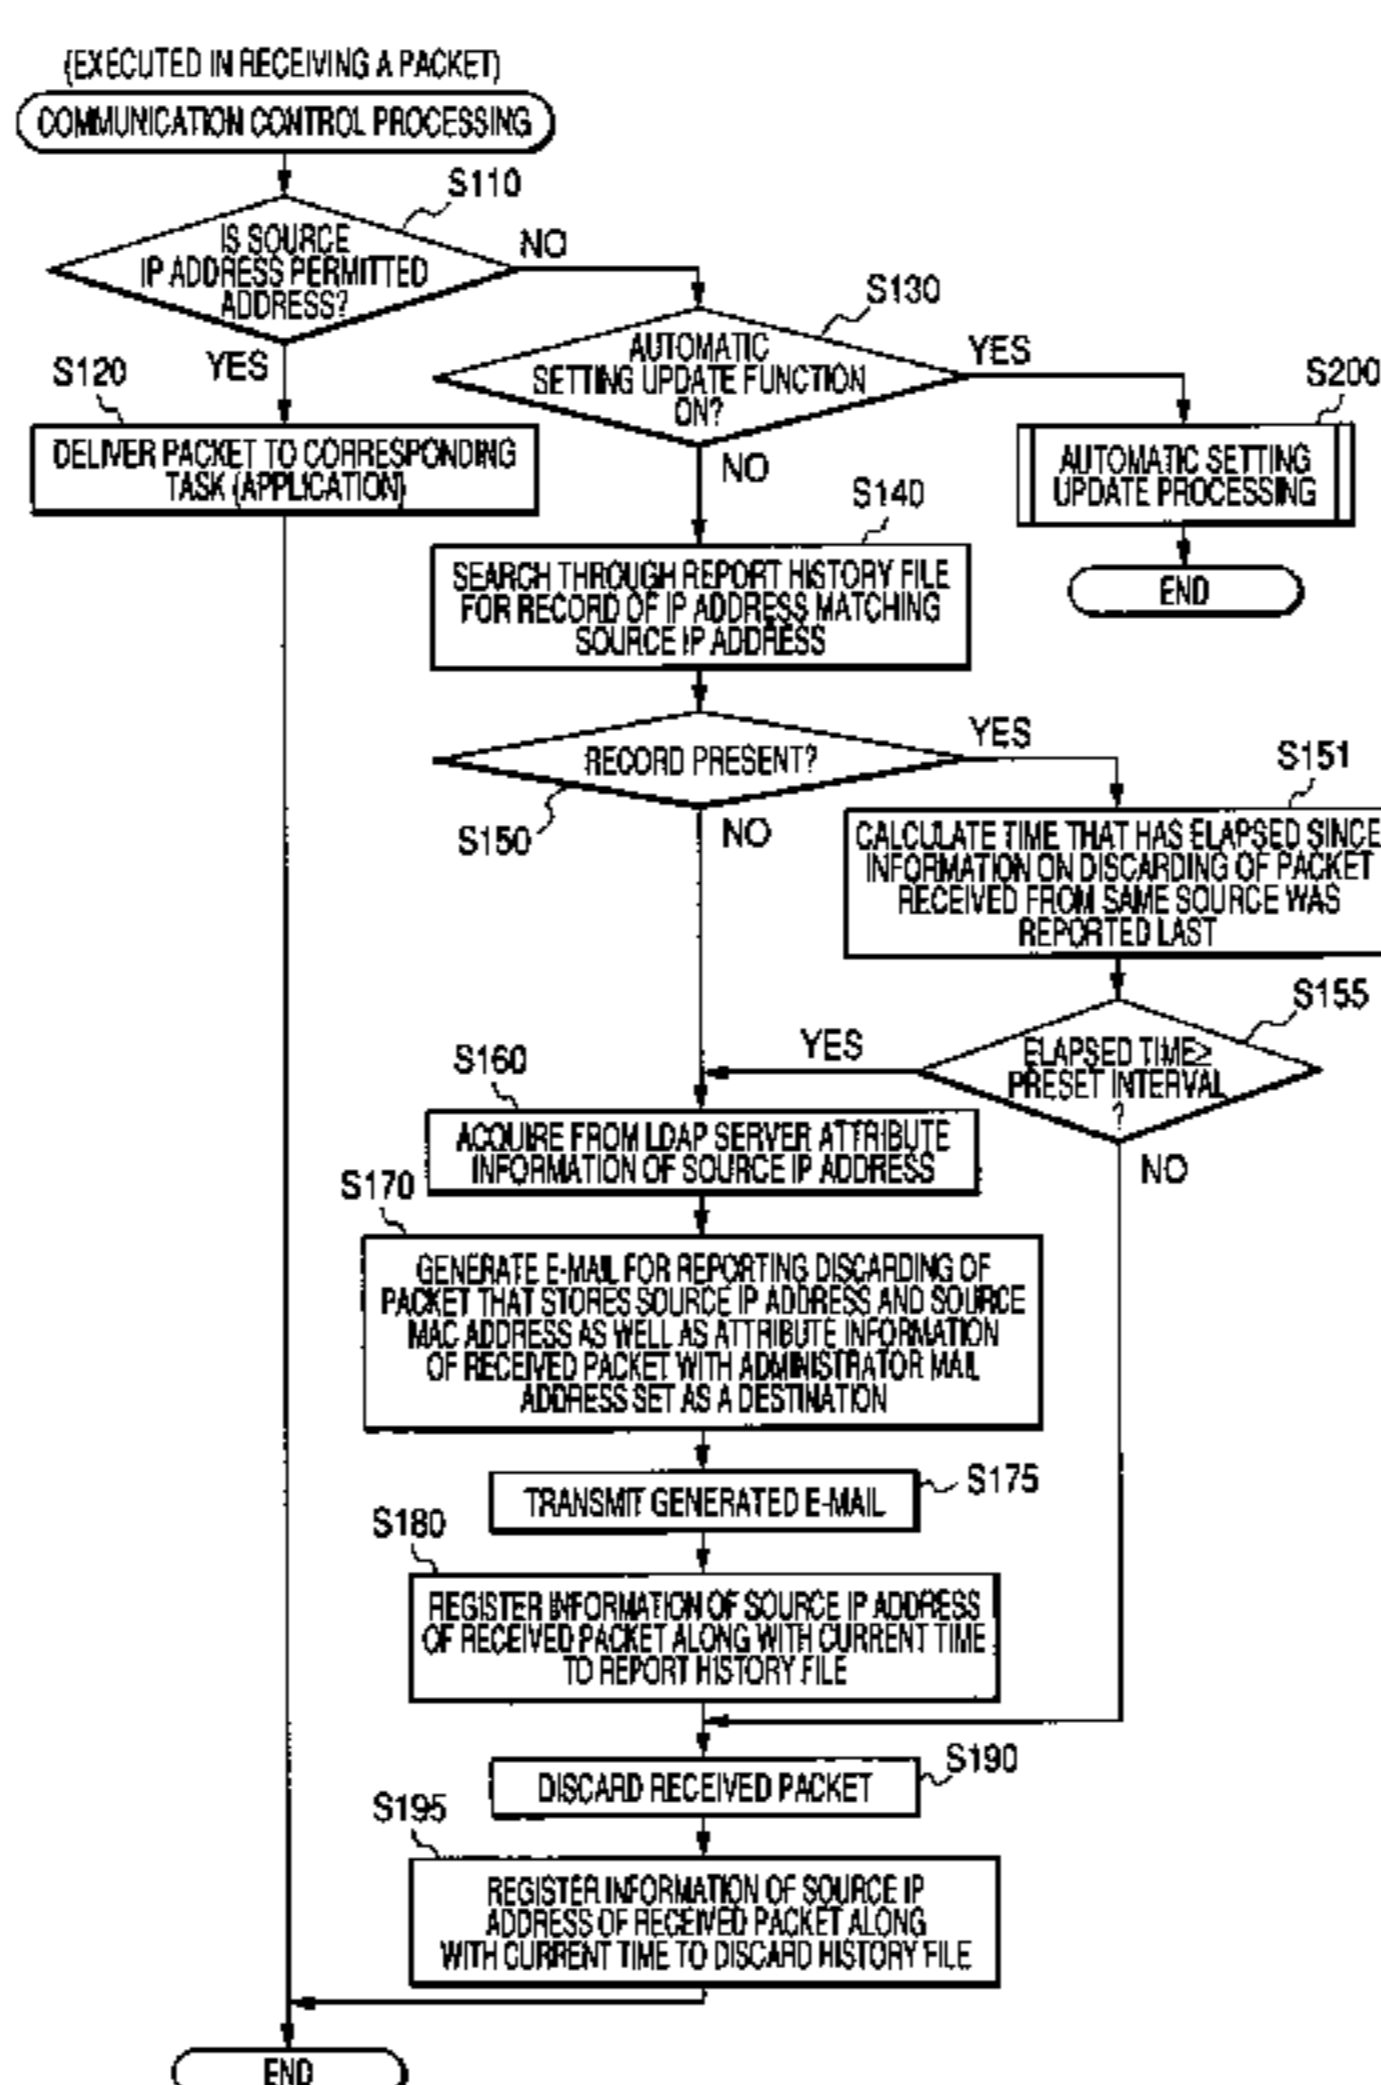 (EXECUTED IN RECEIVING A PACKET)
COMMUNICATION CONTROL PROCESSING
S110
IS SOURCE
IP ADDRESS PERMITTED
ADDRESS?
NO
YES
S120
DELIVER PACKET TO CORRESPONDING
TASK (APPLICATION)
S130
AUTOMATIC
SETTING UPDATE FUNCTION
ON?
YES
NO
S200
AUTOMATIC SETTING
UPDATE PROCESSING
END
S140
SEARCH THROUGH REPORT HISTORY FILE
FOR RECORD OF IP ADDRESS MATCHING
SOURCE IP ADDRESS
RECORD PRESENT?
YES
S150
NO
S151
CALCULATE TIME THAT HAS ELAPSED SINCE
INFORMATION ON DISCARDING OF PACKET
RECEIVED FROM SAME SOURCE WAS
REPORTED LAST
S155
ELAPSED TIME≥
PRESET INTERVAL
?
YES
NO
S160
ACQUIRE FROM LDAP SERVER ATTRIBUTE
INFORMATION OF SOURCE IP ADDRESS
S170
GENERATE E-MAIL FOR REPORTING DISCARDING OF
PACKET THAT STORES SOURCE IP ADDRESS AND SOURCE
MAC ADDRESS AS WELL AS ATTRIBUTE INFORMATION
OF RECEIVED PACKET WITH ADMINISTRATOR MAIL
ADDRESS SET AS A DESTINATION
S175
TRANSMIT GENERATED E-MAIL
S180
REGISTER INFORMATION OF SOURCE IP ADDRESS
OF RECEIVED PACKET ALONG WITH CURRENT TIME
TO REPORT HISTORY FILE
S190
DISCARD RECEIVED PACKET
S195
REGISTER INFORMATION OF SOURCE IP
ADDRESS OF RECEIVED PACKET ALONG
WITH CURRENT TIME TO DISCARD HISTORY FILE
END